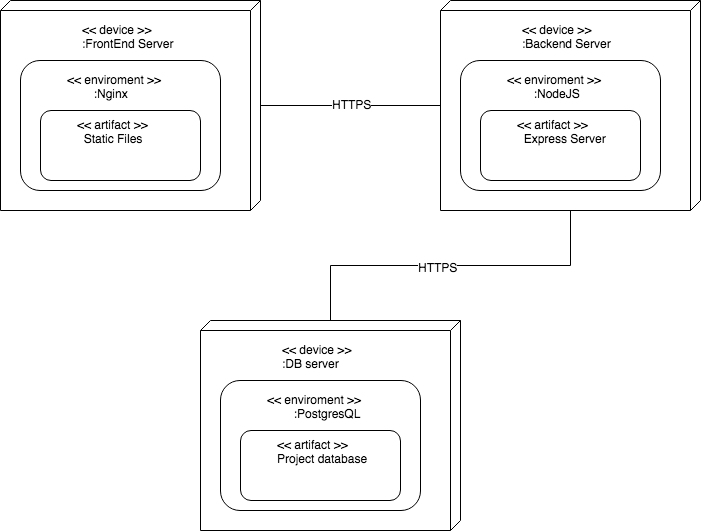 << device >>
:FrontEnd Server
<< enviroment >>
:Nginx
<< artifact >>
Static Files
HTTPS
<< device >>
:Backend Server
<< enviroment >>
:NodeJS
<< artifact >>
Express Server
HTTPS
<< device >>
:DB server
<< enviroment >>
:PostgresQL
<< artifact >>
Project database